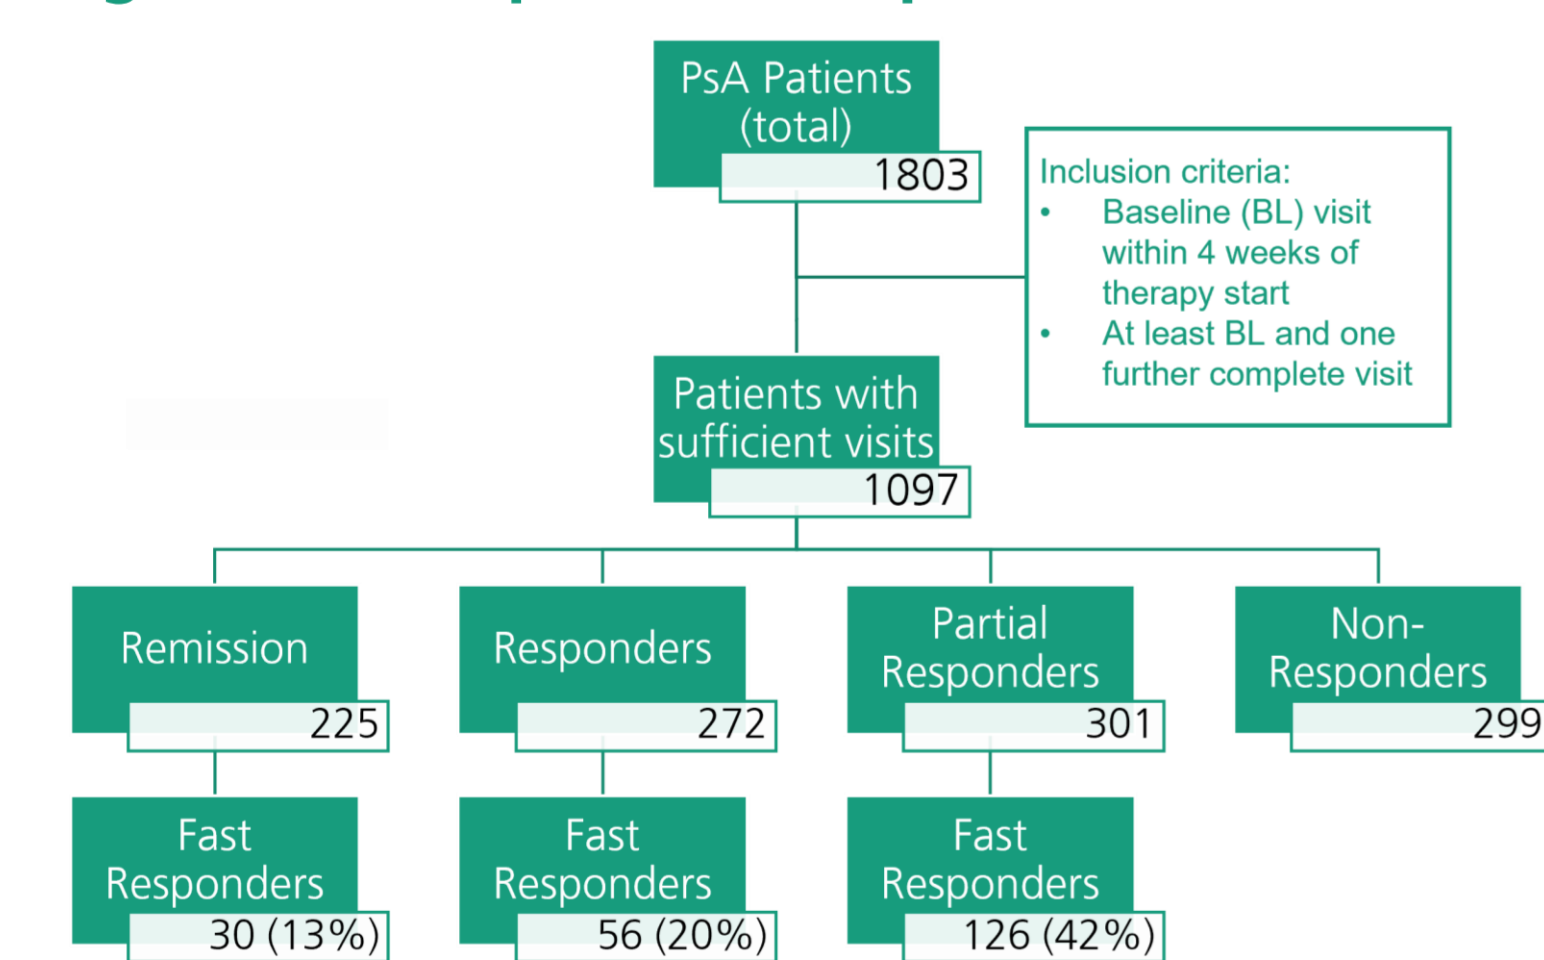 PsA Patients
(total)
1803
Inclusion criteria:
• Baseline (BL) visit
within 4 weeks of
therapy start
• At least BL and one
further complete visit
Patients with
sufficient visits
1097
Remission
225
Responders
272
Partial
Responders
301
Non-
Responders
299
Fast
Responders
30 (13%)
Fast
Responders
56 (20%)
Fast
Responders
126 (42%)